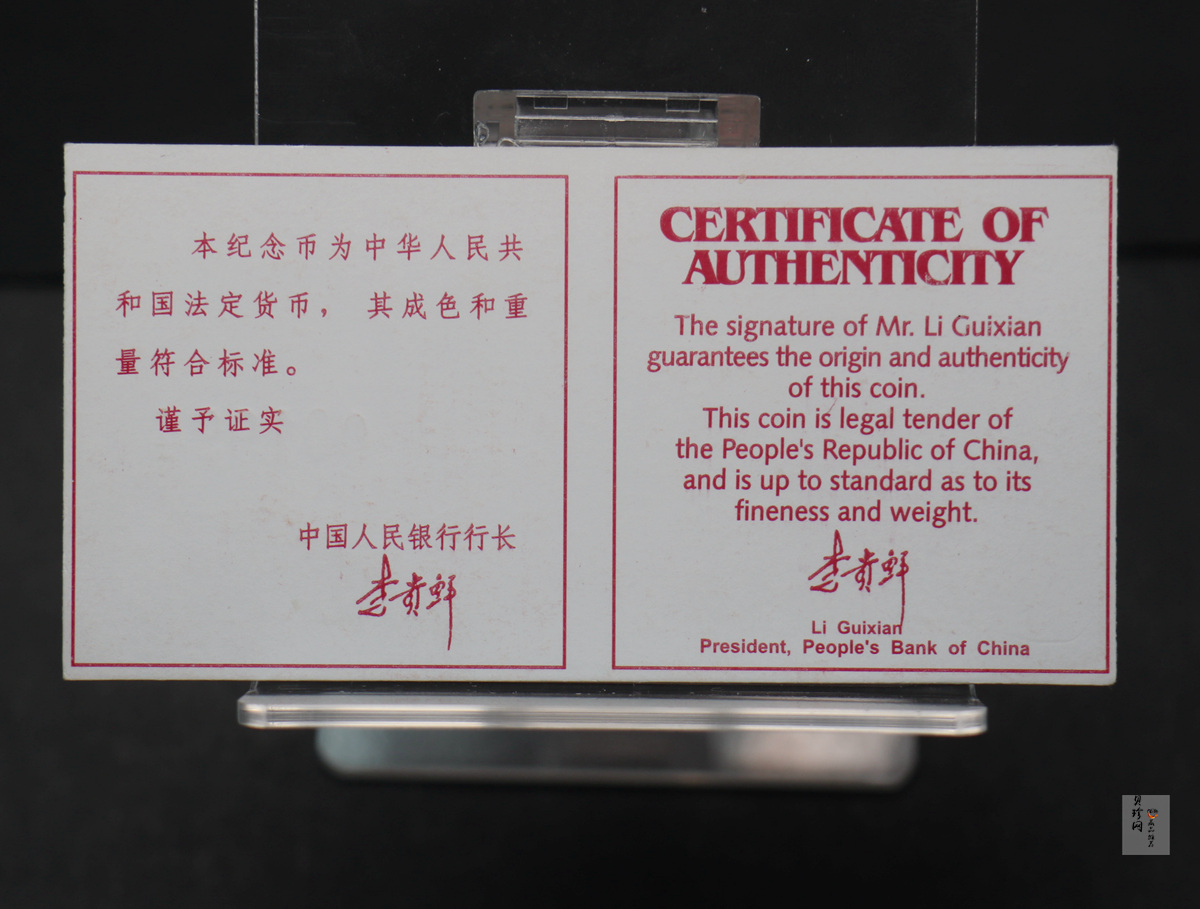 本纪念币为中华人民共
和国法定货币， 其成色和重
量符合标准。
谨予证实
中国人民银行行长
李贵鲜
CERTIFICATE OF
AUTHENTICITY
The signature of Mr. Li Guixian
guarantees the origin and authenticity
of this coin.
This coin is legal tender of
the People's Republic of China,
and is up to standard as to its
fineness and weight.
李贵鲜
Li Guixian
President, People's Bank of China